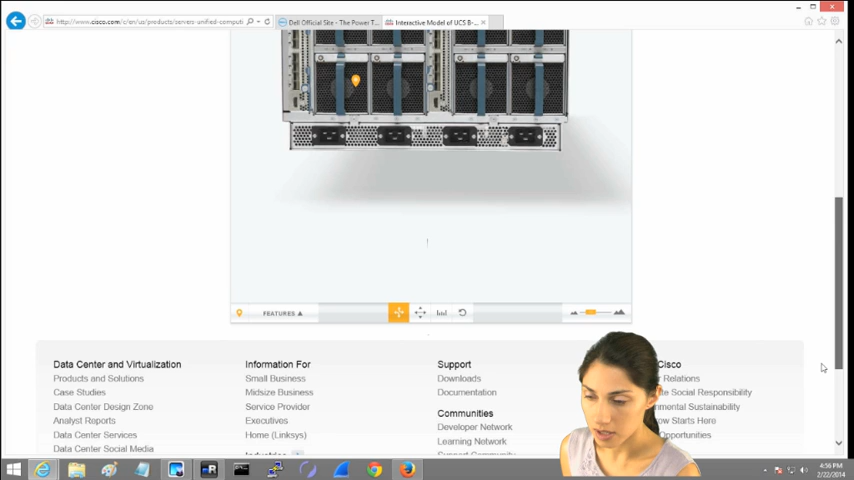 http://www.cisco.com/c/en/us/products/servers-unified-computi
Dell Official Site - The Power T...
Interactive Model of UCS B-...
FEATURES
Data Center and Virtualization
Products and Solutions
Case Studies
Data Center Design Zone
Analyst Reports
Data Center Services
Data Center Social Media
Information For
Small Business
Midsize Business
Service Provider
Executives
Home (Linksys)
Industries
Support
Downloads
Documentation
Communities
Developer Network
Learning Network
Support Community
Cisco
Relations
Social Responsibility
Sustainability
Starts Here
Opportunities
4:56 PM
2/22/2014